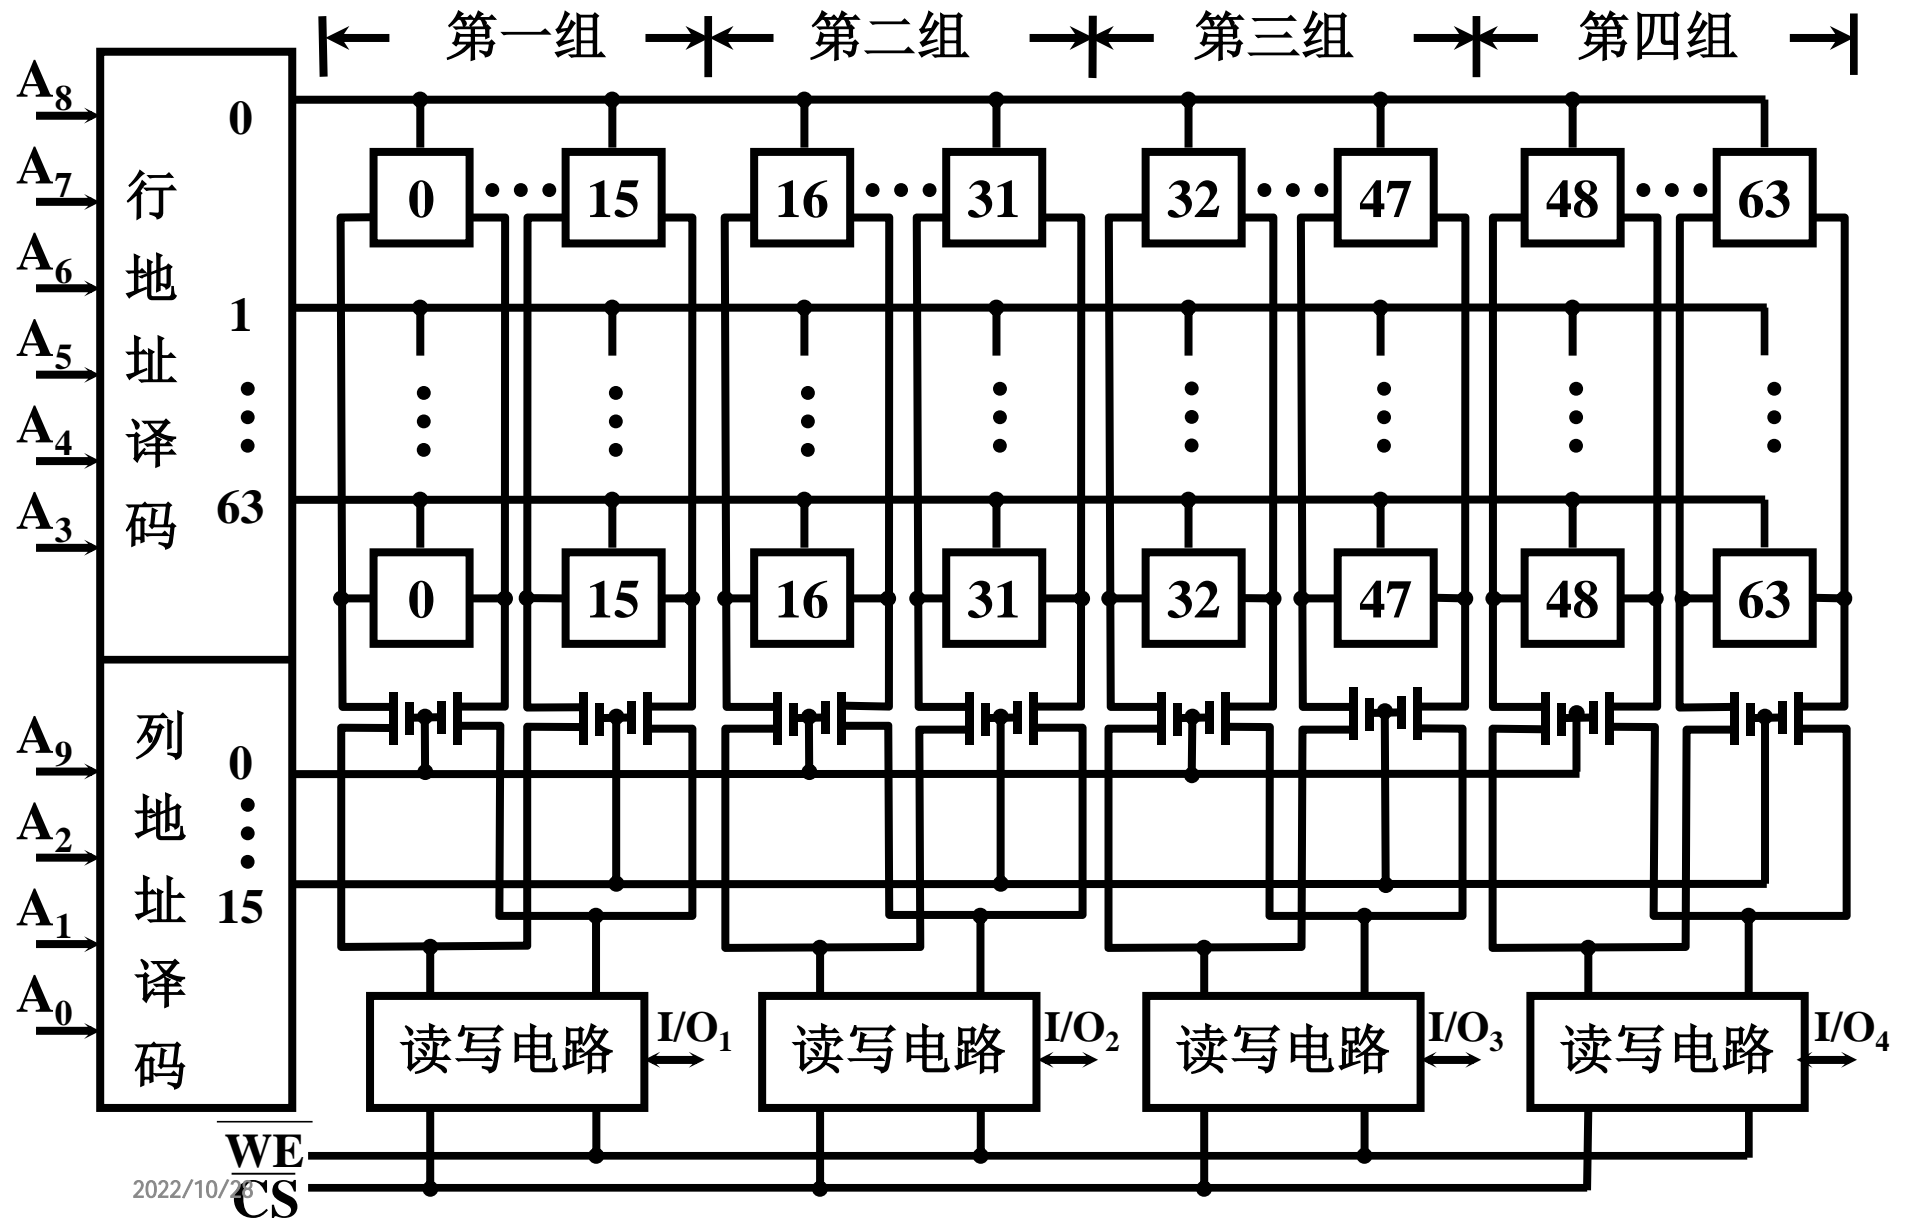 第一组 第二组 第三组 第四组
A8 0
A7
A6
A5 1
A4
A3 63
行地址译码
0 15 16 31 32 47 48 63
0 15 16 31 32 47 48 63
A9 0
A2
A1 15
A0
列地址译码
读写电路 I/O1 读写电路 I/O2 读写电路 I/O3 读写电路 I/O4
WE
CS
2022/10/28